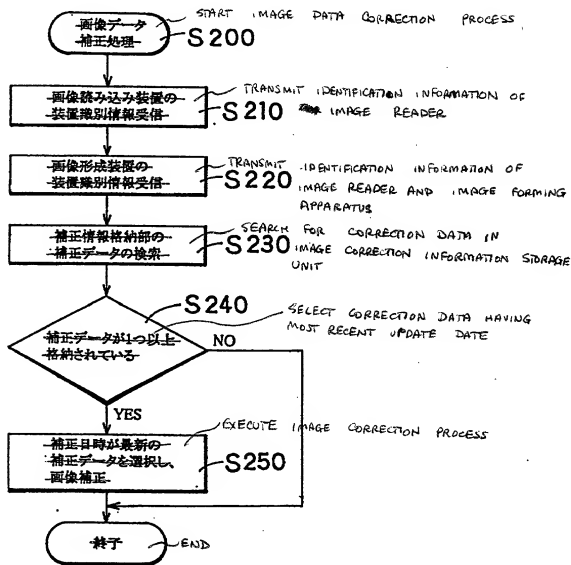 画像データ
補正処理
S200
START IMAGE DATA CORRECTION PROCESS
画像読み込み装置の
装置識別情報受信
S210
TRANSMIT IDENTIFICATION INFORMATION OF
IMAGE READER
画像形成装置の
装置識別情報受信
S220
TRANSMIT IDENTIFICATION INFORMATION OF
IMAGE READER AND IMAGE FORMING
APPARATUS
補正情報格納部の
補正データの検索
S230
SEARCH FOR CORRECTION DATA IN
IMAGE CORRECTION INFORMATION STORAGE
UNIT
S240
補正データが1つ以上
格納されている
SELECT CORRECTION DATA HAVING
MOST RECENT UPDATE DATE
NO
YES
補正日時が最新の
補正データを選択し、
画像補正
S250
EXECUTE IMAGE CORRECTION PROCESS
終了
END